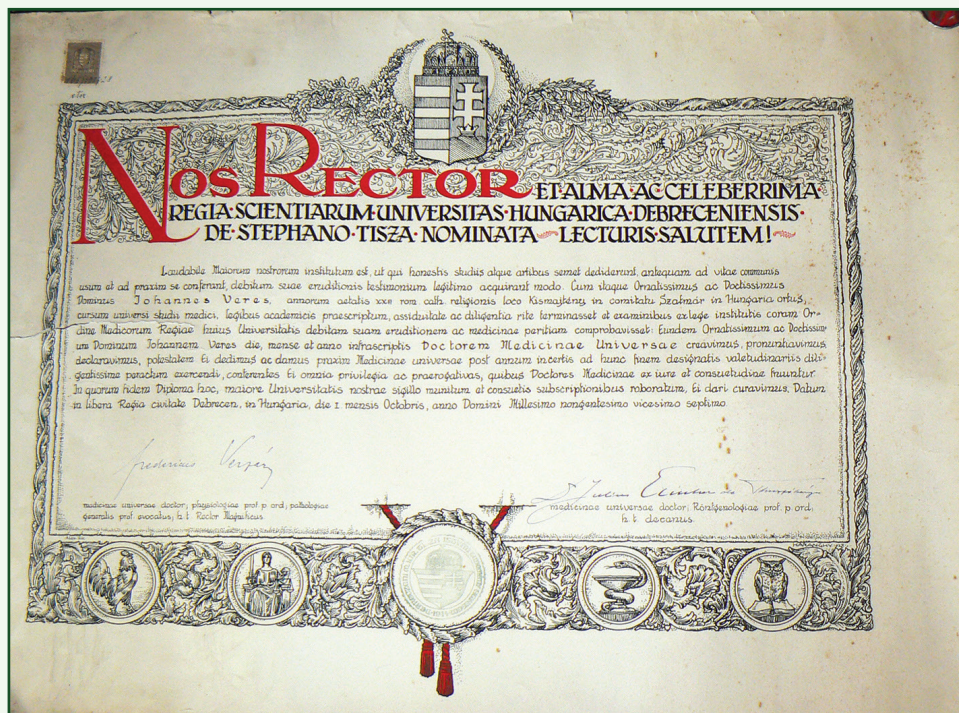 NOS RECTOR ET·ALMA·AC·CELEBERRIMA·
REGIA·SCIENTIARUM·UNIVERSITAS·HUNGARICA·DEBRECENIENSIS·
DE·STEPHANO·TISZA·NOMINATA LECTURIS·SALUTEM!
Laudabile Maiorum nostrorum institutum est, ut qui honestis studiis atque artibus semet dediderunt, antequam ad vitae communis
usum et ad praxim se conferant, debitum suae eruditionis testimonium legitimo acquirant modo. Cum itaque Ornatissimus ac Doctissimus
Dominus Johannes Veres, annorum aetatis xxv rom. cath. religionis loco Kismajtény in comitatu Szatmár in Hungaria ortus,
cursum universi studii medici, legibus academicis praescriptum, assiduitate ac diligentia rite terminasset et examinibus ex lege institutis coram Or-
dine Medicorum Regiae huius Universitatis debitam suam eruditionem ac medicinae peritiam comprobavisset: Eundem Ornatissimum ac Doctissim-
um Dominum Johannem Veres die, mense et anno infrascriptis Doctorem Medicinae Universae creavimus, pronuntiavimus,
declaravimus, potestatem Ei dedimus ac damus praxim Medicinae universae post annum in certis ad hunc finem designatis valetudinariis dili-
gentissime peractum exercendi, conferentes Ei omnia privilegia ac praerogativas, quibus Doctores Medicinae ex iure et consuetudine fruuntur.
In quorum fidem Diploma hoc, maiore Universitatis nostrae sigillo munitum et consuetis subscriptionibus roboratum, Ei dari curavimus. Datum
in libera Regia civitate Debrecen, in Hungaria, die 1 mensis Octobris, anno Domini Millesimo nongentesimo vicesimo septimo.
Fredericus Verzár
medicinae universae doctor; physiologiae prof. p. ord.; pathologiae
generalis prof. evocatus; h. t. Rector Magnificus.
medicinae universae doctor; Röntgenologiae prof. p. ord.;
h. t. decanus.